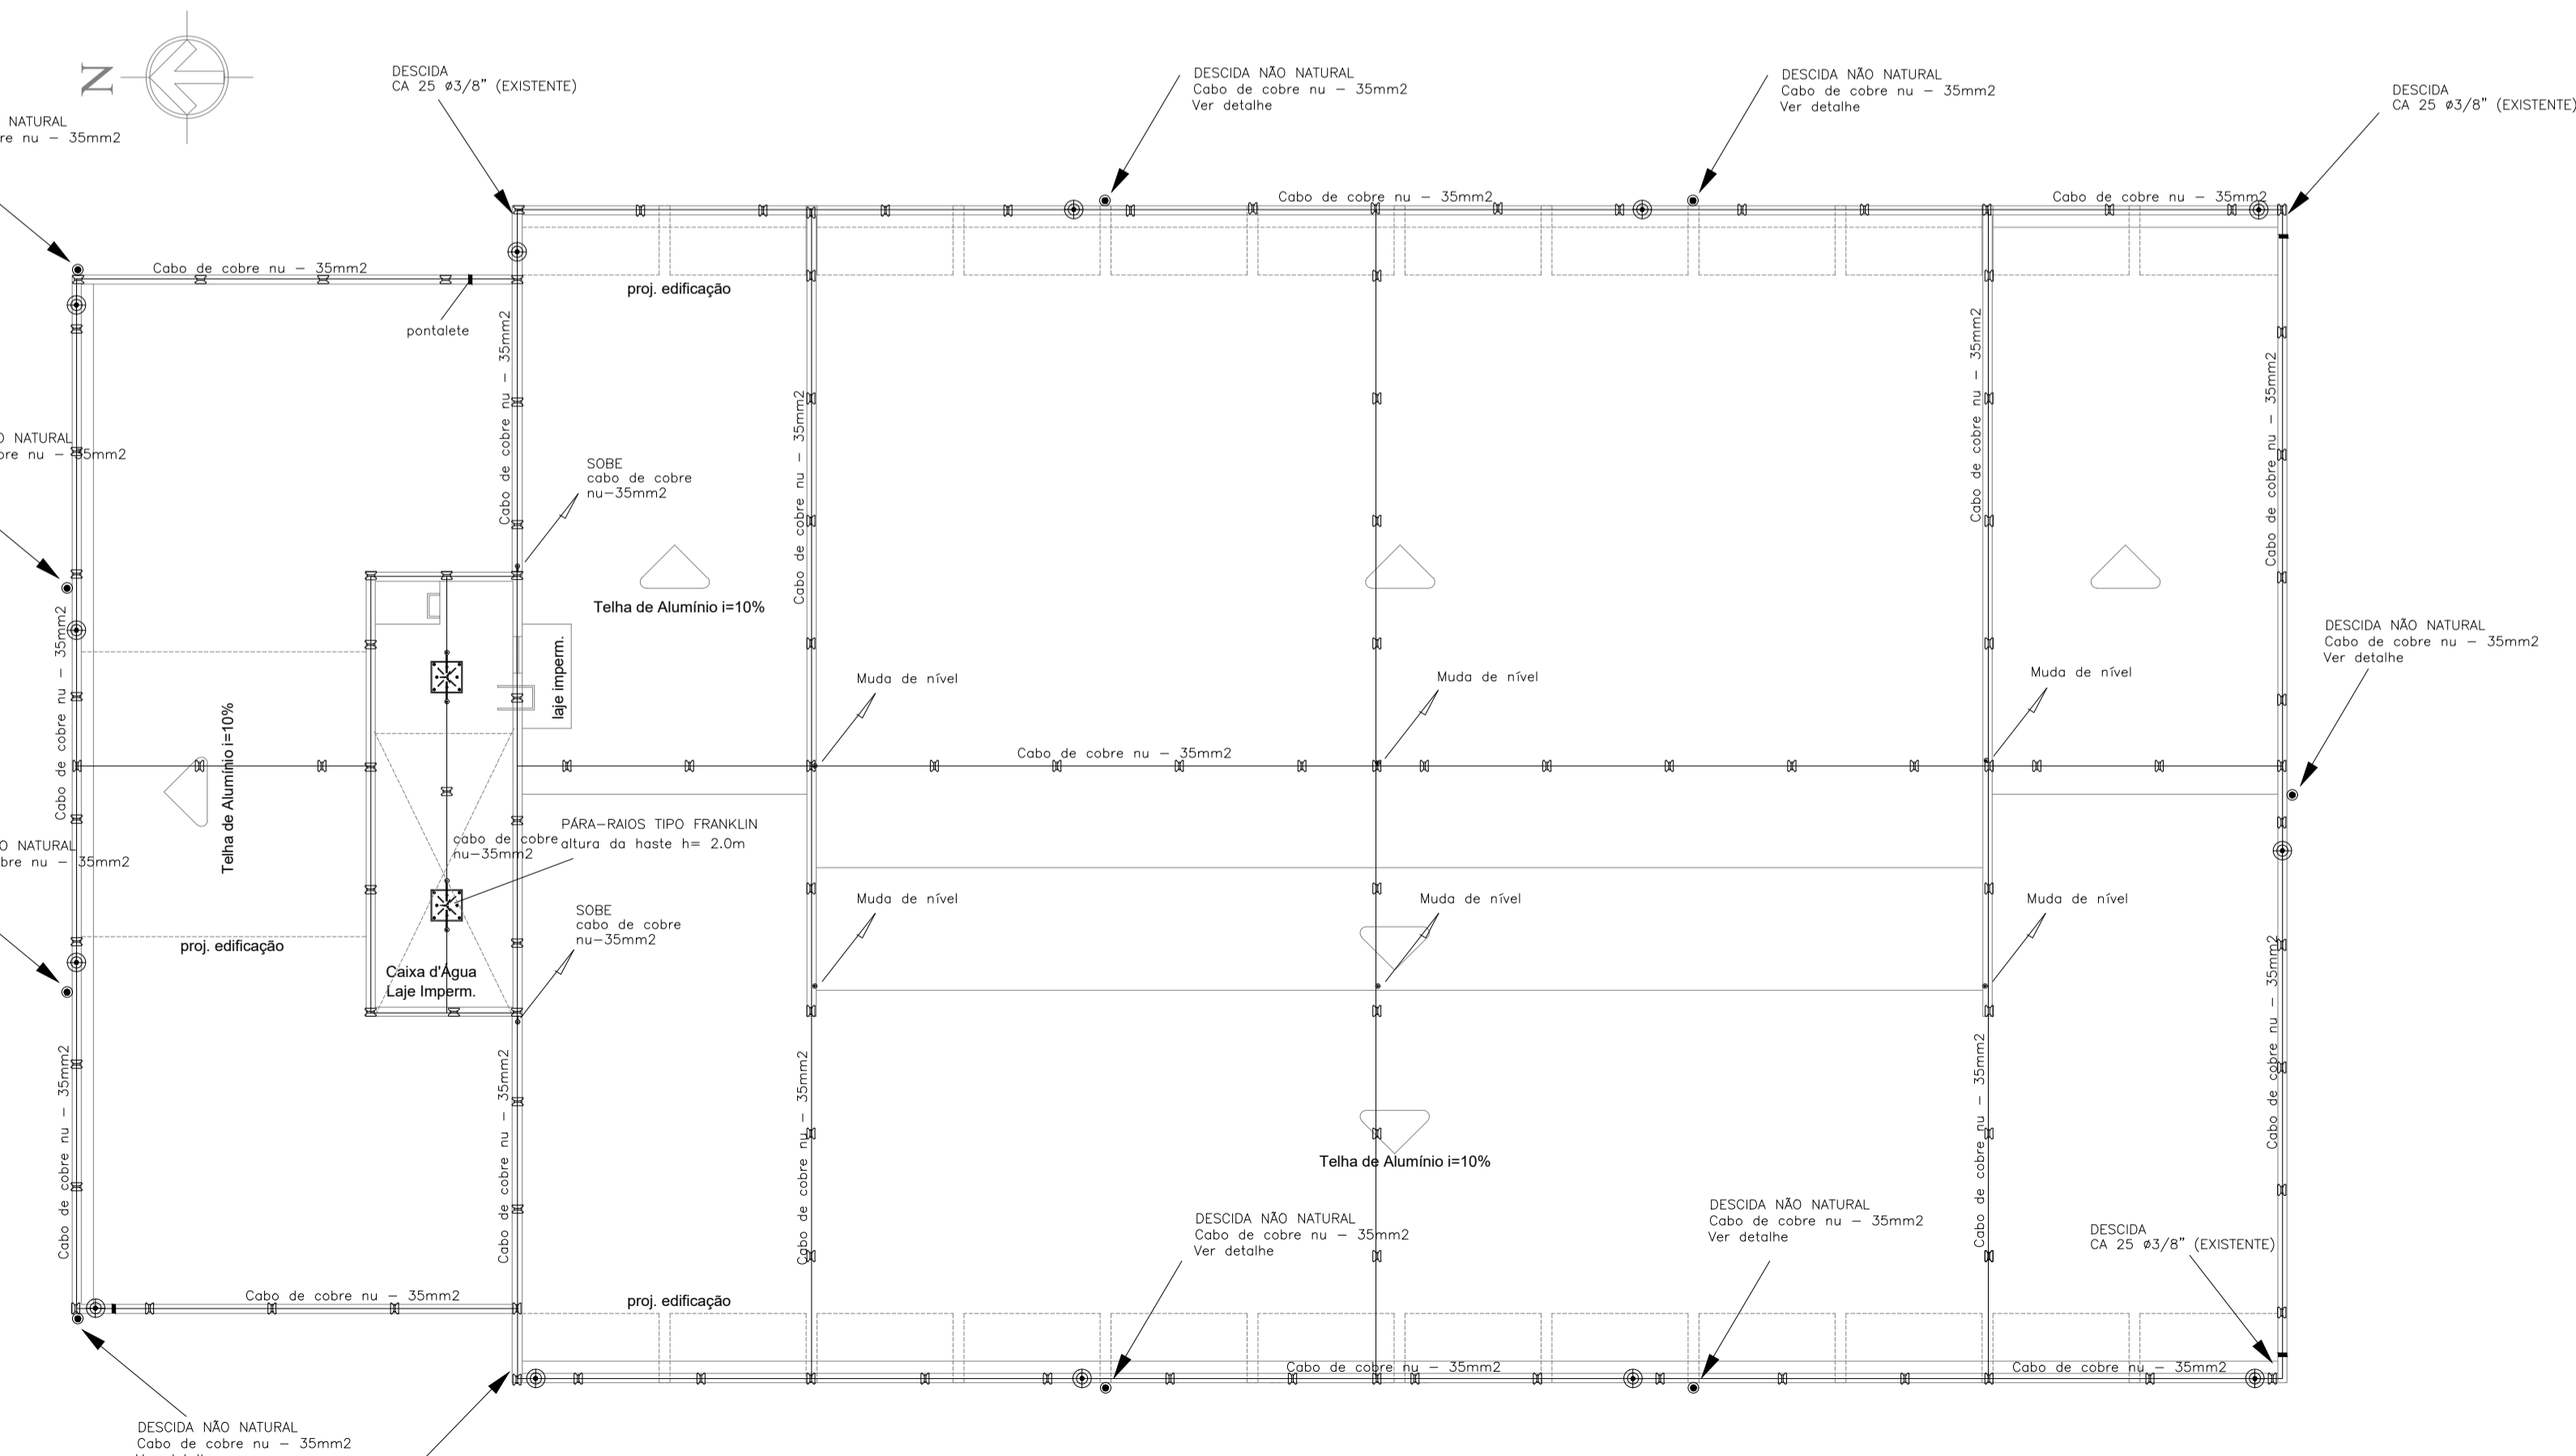 N
NATURAL
re nu – 35mm2
DESCIDA
CA 25 ø3/8" (EXISTENTE)
DESCIDA NÃO NATURAL
Cabo de cobre nu – 35mm2
Ver detalhe
DESCIDA NÃO NATURAL
Cabo de cobre nu – 35mm2
Ver detalhe
DESCIDA
CA 25 ø3/8" (EXISTENTE)
Cabo de cobre nu – 35mm2
Cabo de cobre nu – 35mm2
Cabo de cobre nu – 35mm2
proj. edificação
pontalete
Cabo de cobre nu – 35mm2
Cabo de cobre nu – 35mm2
Cabo de cobre nu – 35mm2
Cabo de cobre nu – 35mm2
O NATURAL
bre nu – 35mm2
SOBE
cabo de cobre
nu–35mm2
Telha de Alumínio i=10%
laje imperm.
Cabo de cobre nu – 35mm2
Telha de Alumínio i=10%
Muda de nível
Muda de nível
Muda de nível
DESCIDA NÃO NATURAL
Cabo de cobre nu – 35mm2
Ver detalhe
Cabo de cobre nu – 35mm2
PÁRA–RAIOS TIPO FRANKLIN
altura da haste h= 2.0m
cabo de cobre
nu–35mm2
O NATURAL
bre nu – 35mm2
SOBE
cabo de cobre
nu–35mm2
Muda de nível
Muda de nível
Muda de nível
proj. edificação
Caixa d'Água
Laje Imperm.
Cabo de cobre nu – 35mm2
Cabo de cobre nu – 35mm2
Cabo de cobre nu – 35mm2
Cabo de cobre nu – 35mm2
Cabo de cobre nu – 35mm2
Telha de Alumínio i=10%
DESCIDA NÃO NATURAL
Cabo de cobre nu – 35mm2
Ver detalhe
DESCIDA NÃO NATURAL
Cabo de cobre nu – 35mm2
Ver detalhe
DESCIDA
CA 25 ø3/8" (EXISTENTE)
Cabo de cobre nu – 35mm2
proj. edificação
Cabo de cobre nu – 35mm2
Cabo de cobre nu – 35mm2
DESCIDA NÃO NATURAL
Cabo de cobre nu – 35mm2